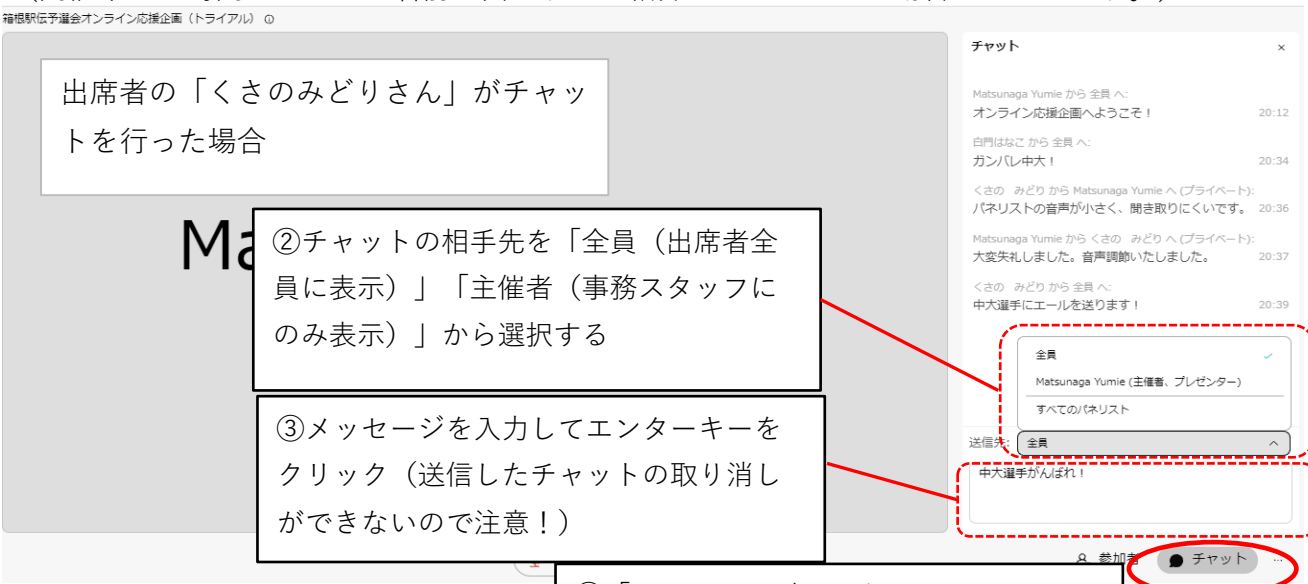 箱根駅伝予選会オンライン応援企画（トライアル）
出席者の「くさのみどりさん」がチャッ
トを行った場合
Ma
②チャットの相手先を「全員（出席者全
員に表示）」「主催者（事務スタッフに
のみ表示）」から選択する
③メッセージを入力してエンターキーを
クリック（送信したチャットの取り消し
ができないので注意！）
チャット ×
Matsunaga Yumie から 全員 へ:
オンライン応援企画へようこそ！ 20:12
白門はなこ から 全員 へ:
ガンバレ中大！ 20:34
くさの　みどり から Matsunaga Yumie へ (プライベート):
パネリストの音声が小さく、聞き取りにくいです。 20:36
Matsunaga Yumie から くさの　みどり へ (プライベート):
大変失礼しました。音声調節いたしました。 20:37
くさの　みどり から 全員 へ:
中大選手にエールを送ります！ 20:39
全員
Matsunaga Yumie (主催者、プレゼンター)
すべてのパネリスト
送信先: 全員
中大選手がんばれ！
参加者 チャット …